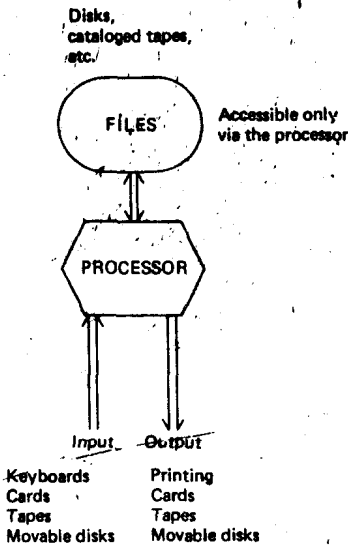 Disks,
cataloged tapes,
etc.
FILES
Accessible only
via the processor
PROCESSOR
Input
Output
Keyboards
Cards
Tapes
Movable disks
Printing
Cards
Tapes
Movable disks